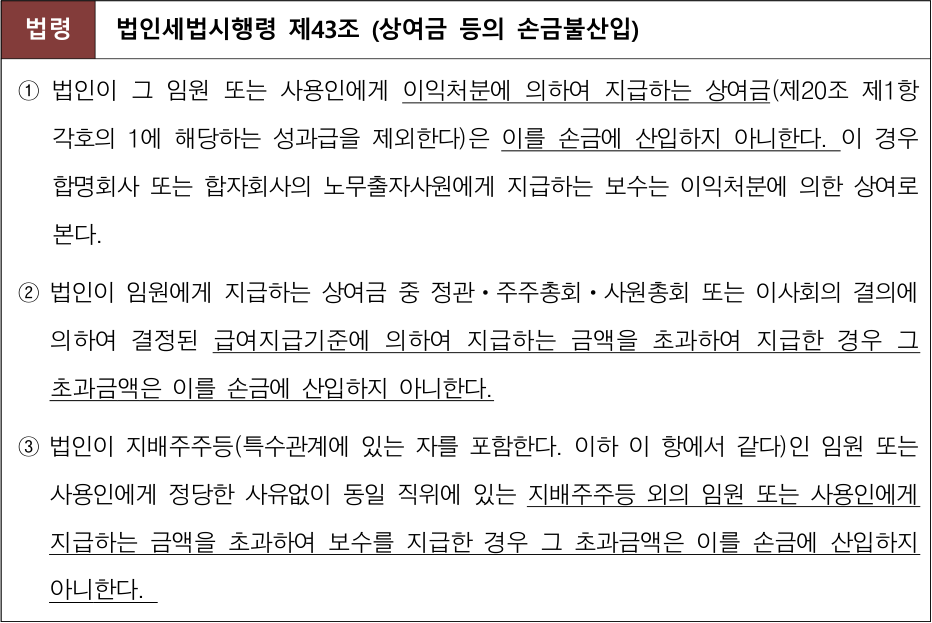 법령 법인세법시행령 제43조 (상여금 등의 손금불산입)
① 법인이 그 임원 또는 사용인에게 이익처분에 의하여 지급하는 상여금(제20조 제1항
각호의 1에 해당하는 성과급을 제외한다)은 이를 손금에 산입하지 아니한다. 이 경우
합명회사 또는 합자회사의 노무출자사원에게 지급하는 보수는 이익처분에 의한 상여로
본다.
② 법인이 임원에게 지급하는 상여금 중 정관・주주총회・사원총회 또는 이사회의 결의에
의하여 결정된 급여지급기준에 의하여 지급하는 금액을 초과하여 지급한 경우 그
초과금액은 이를 손금에 산입하지 아니한다.
③ 법인이 지배주주등(특수관계에 있는 자를 포함한다. 이하 이 항에서 같다)인 임원 또는
사용인에게 정당한 사유없이 동일 직위에 있는 지배주주등 외의 임원 또는 사용인에게
지급하는 금액을 초과하여 보수를 지급한 경우 그 초과금액은 이를 손금에 산입하지
아니한다.